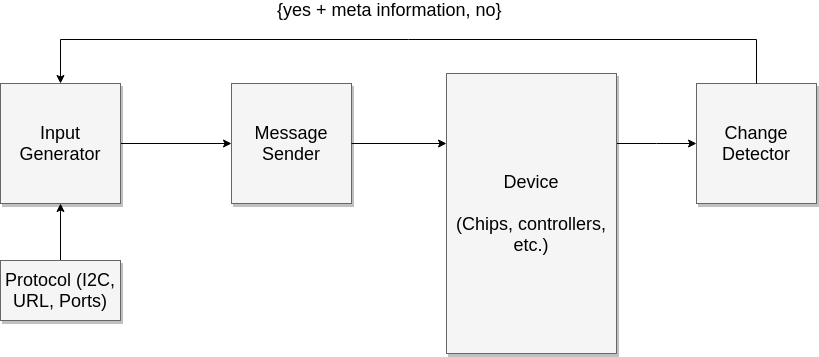 {yes + meta information, no}
Input
Generator
Message
Sender
Device
(Chips, controllers,
etc.)
Change
Detector
Protocol (I2C,
URL, Ports)